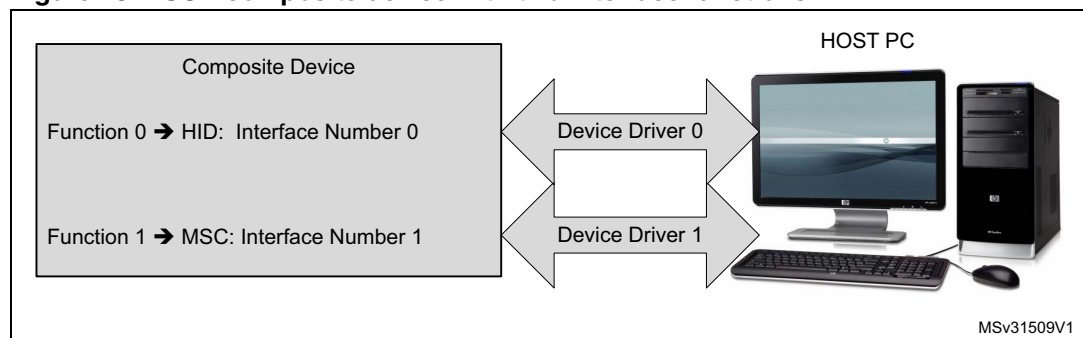 HOST PC
Composite Device
Function 0 ➔ HID: Interface Number 0
Device Driver 0
Function 1 ➔ MSC: Interface Number 1
Device Driver 1
MSv31509V1